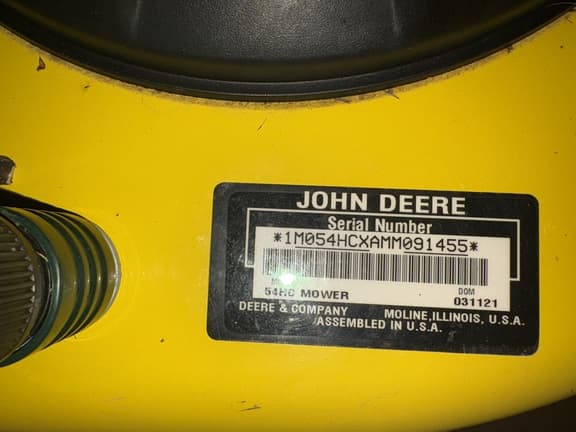 JOHN DEERE
Serial Number
*1M054HCXAMM091455*
DOM
54HC MOWER 031121
DEERE & COMPANY MOLINE, ILLINOIS, U.S.A.
ASSEMBLED IN U.S.A.